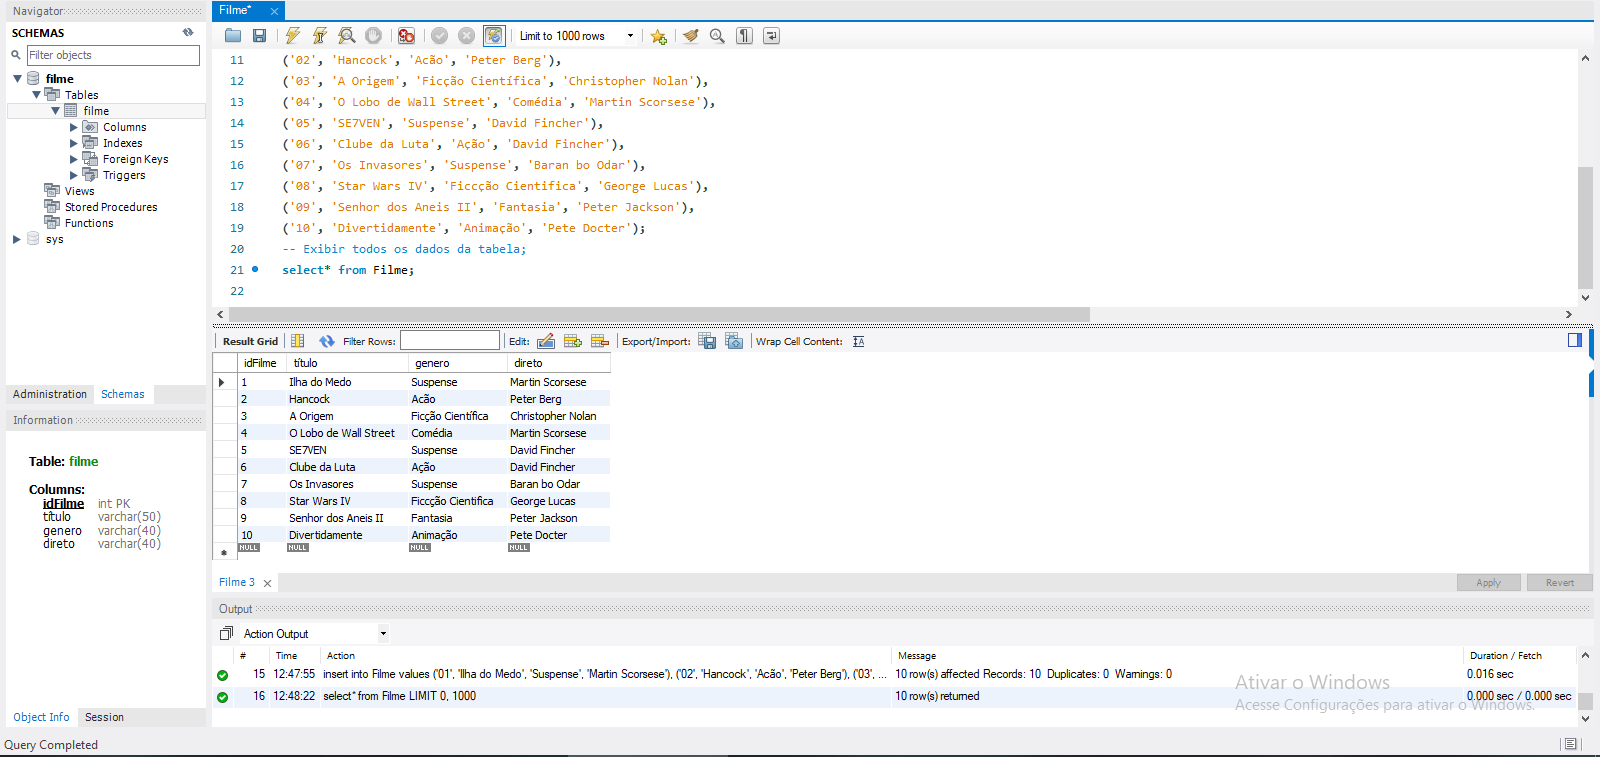 Navigator
SCHEMAS
Filter objects
filme
Tables
filme
Columns
Indexes
Foreign Keys
Triggers
Views
Stored Procedures
Functions
sys
Administration Schemas
Information
Table: filme
Columns:
idFilme int PK
título varchar(50)
genero varchar(40)
direto varchar(40)
Object Info Session
Query Completed
Filme*
Limit to 1000 rows
11 ('02', 'Hancock', 'Acão', 'Peter Berg'),
12 ('03', 'A Origem', 'Ficção Científica', 'Christopher Nolan'),
13 ('04', 'O Lobo de Wall Street', 'Comédia', 'Martin Scorsese'),
14 ('05', 'SE7VEN', 'Suspense', 'David Fincher'),
15 ('06', 'Clube da Luta', 'Ação', 'David Fincher'),
16 ('07', 'Os Invasores', 'Suspense', 'Baran bo Odar'),
17 ('08', 'Star Wars IV', 'Ficcção Cientifica', 'George Lucas'),
18 ('09', 'Senhor dos Aneis II', 'Fantasia', 'Peter Jackson'),
19 ('10', 'Divertidamente', 'Animação', 'Pete Docter');
20 -- Exibir todos os dados da tabela;
21 select* from Filme;
22
Result Grid Filter Rows: Edit: Export/Import: Wrap Cell Content:
idFilme título genero direto
1 Ilha do Medo Suspense Martin Scorsese
2 Hancock Acão Peter Berg
3 A Origem Ficção Científica Christopher Nolan
4 O Lobo de Wall Street Comédia Martin Scorsese
5 SE7VEN Suspense David Fincher
6 Clube da Luta Ação David Fincher
7 Os Invasores Suspense Baran bo Odar
8 Star Wars IV Ficcção Cientifica George Lucas
9 Senhor dos Aneis II Fantasia Peter Jackson
10 Divertidamente Animação Pete Docter
NULL NULL NULL NULL
Filme 3
Apply Revert
Output
Action Output
# Time Action Message Duration / Fetch
15 12:47:55 insert into Filme values ('01', 'Ilha do Medo', 'Suspense', 'Martin Scorsese'), ('02', 'Hancock', 'Acão', 'Peter Berg'), ('03', ... 10 row(s) affected Records: 10 Duplicates: 0 Warnings: 0 0.016 sec
16 12:48:22 select* from Filme LIMIT 0, 1000 10 row(s) returned 0.000 sec / 0.000 sec
Ativar o Windows
Acesse Configurações para ativar o Windows.